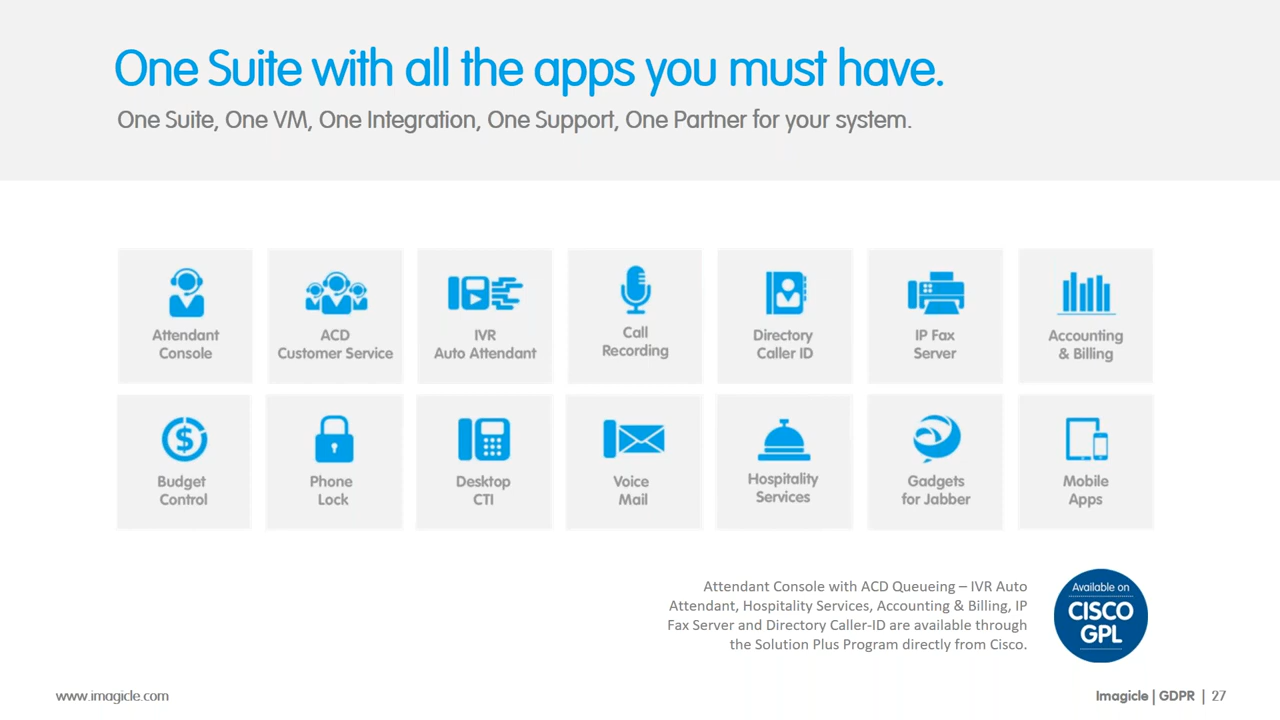 One Suite with all the apps you must have.
One Suite, One VM, One Integration, One Support, One Partner for your system.
Attendant
Console
ACD
Customer Service
IVR
Auto Attendant
Call
Recording
Directory
Caller ID
IP Fax
Server
Accounting
& Billing
Budget
Control
Phone
Lock
Desktop
CTI
Voice
Mail
Hospitality
Services
Gadgets
for Jabber
Mobile
Apps
Attendant Console with ACD Queueing – IVR Auto
Attendant, Hospitality Services, Accounting & Billing, IP
Fax Server and Directory Caller-ID are available through
the Solution Plus Program directly from Cisco.
Available on
CISCO
GPL
www.imagicle.com
Imagicle | GDPR | 27